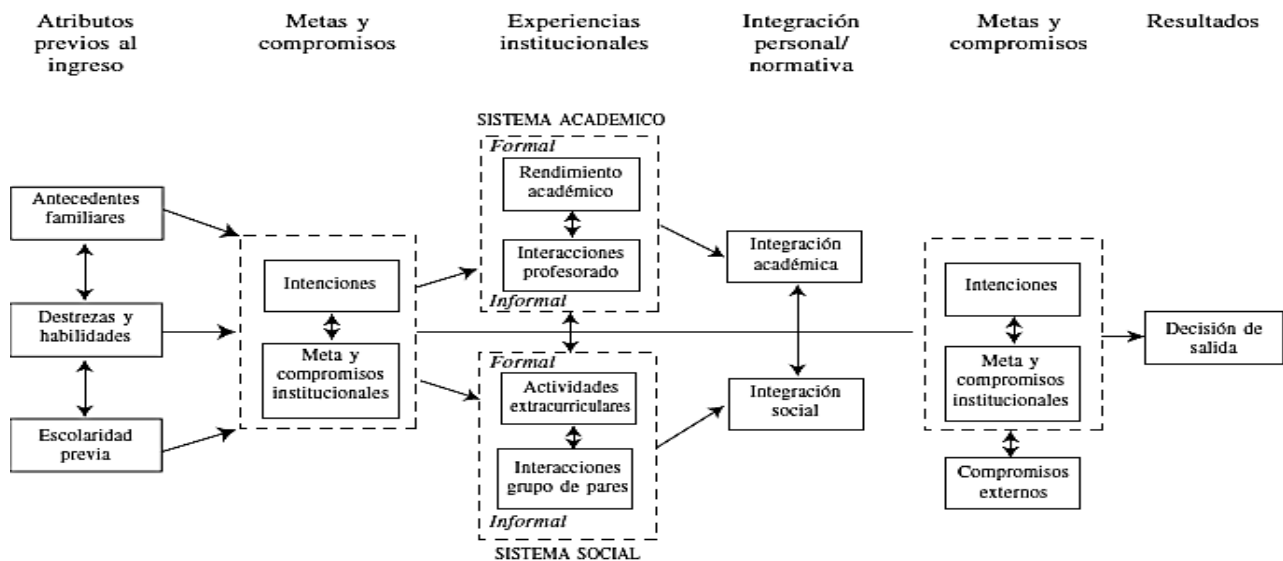 Atributos
previos al
ingreso
Metas y
compromisos
Experiencias
institucionales
Integración
personal/
normativa
Metas y
compromisos
Resultados
Antecedentes
familiares
Destrezas y
habilidades
Escolaridad
previa
Intenciones
Meta y
compromisos
institucionales
SISTEMA ACADEMICO
Formal
Rendimiento
académico
Interacciones
profesorado
Informal
Formal
Actividades
extracurriculares
Interacciones
grupo de pares
Informal
SISTEMA SOCIAL
Integración
académica
Integración
social
Intenciones
Meta y
compromisos
institucionales
Compromisos
externos
Decisión de
salida